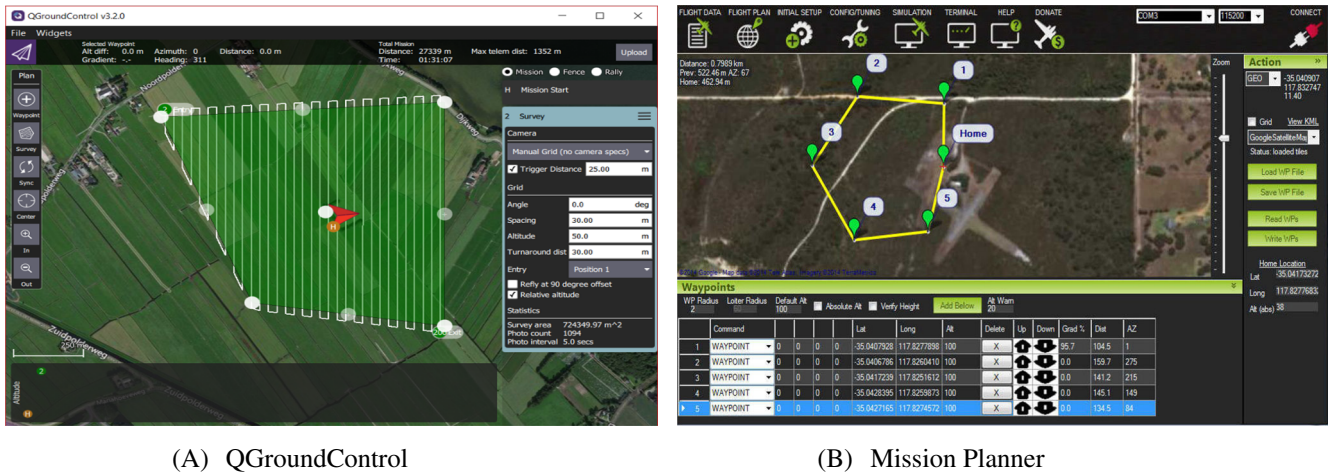 QGroundControl v3.2.0
File Widgets
Selected Waypoint
Alt diff: 0.0 m Azimuth: 0 Distance: 0.0 m
Gradient: -.- Heading: 311
Total Mission
Distance: 27339 m Max telem dist: 1352 m
Time: 01:31:07
Upload
Plan
Waypoint
Survey
Sync
Center
In
Out
Noordpolder
Dijkweg
Zuidpolderweg
250
2
H
Altitude
2
H
Mission Fence Rally
H Mission Start
2 Survey
Camera
Manual Grid (no camera specs)
Trigger Distance 25.00 m
Grid
Angle 0.0 deg
Spacing 30.00 m
Altitude 50.0 m
Turnaround dist 30.00 m
Entry Position 1
Refly at 90 degree offset
Relative altitude
Statistics
Survey area 724349.97 m^2
Photo count 1094
Photo interval 5.0 secs
(A) QGroundControl
FLIGHT DATA FLIGHT PLAN INITIAL SETUP CONFIG/TUNING SIMULATION TERMINAL HELP DONATE
COM3 115200 CONNECT
Distance: 0.7989 km
Prev: 522.46 m AZ: 67
Home: 462.94 m
2
1
3
Home
4
5
Zoom
Action
GEO -35.040907
117.832747
11.40
Grid View KML
GoogleSatelliteMap
Status: loaded tiles
Load WP File
Save WP File
Read WPs
Write WPs
Home Location
Lat -35.04173272
Long 117.8277683
Alt (abs) 38
Waypoints
WP Radius Loiter Radius Default Alt
2 100
Absolute Alt Verify Height Add Below
Alt Warn
20
Command Lat Long Alt Delete Up Down Grad % Dist AZ
1 WAYPOINT 0 0 0 0 -35.0407928 117.8277898 100 X 95.7 104.5 1
2 WAYPOINT 0 0 0 0 -35.0406786 117.8260410 100 X 0.0 159.7 275
3 WAYPOINT 0 0 0 0 -35.0417239 117.8251612 100 X 0.0 141.2 215
4 WAYPOINT 0 0 0 0 -35.0428395 117.8259873 100 X 0.0 145.1 149
5 WAYPOINT 0 0 0 0 -35.0427165 117.8274572 100 X 0.0 134.5 84
(B) Mission Planner